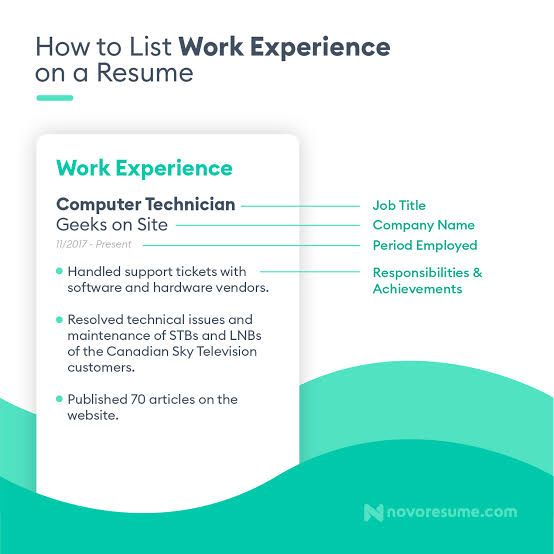 How to List Work Experience
on a Resume
Work Experience
Computer Technician
Geeks on Site
11/2017 - Present
Handled support tickets with
software and hardware vendors.
Resolved technical issues and
maintenance of STBs and LNBs
of the Canadian Sky Television
customers.
Published 70 articles on the
website.
Job Title
Company Name
Period Employed
Responsibilities &
Achievements
novoresume.com